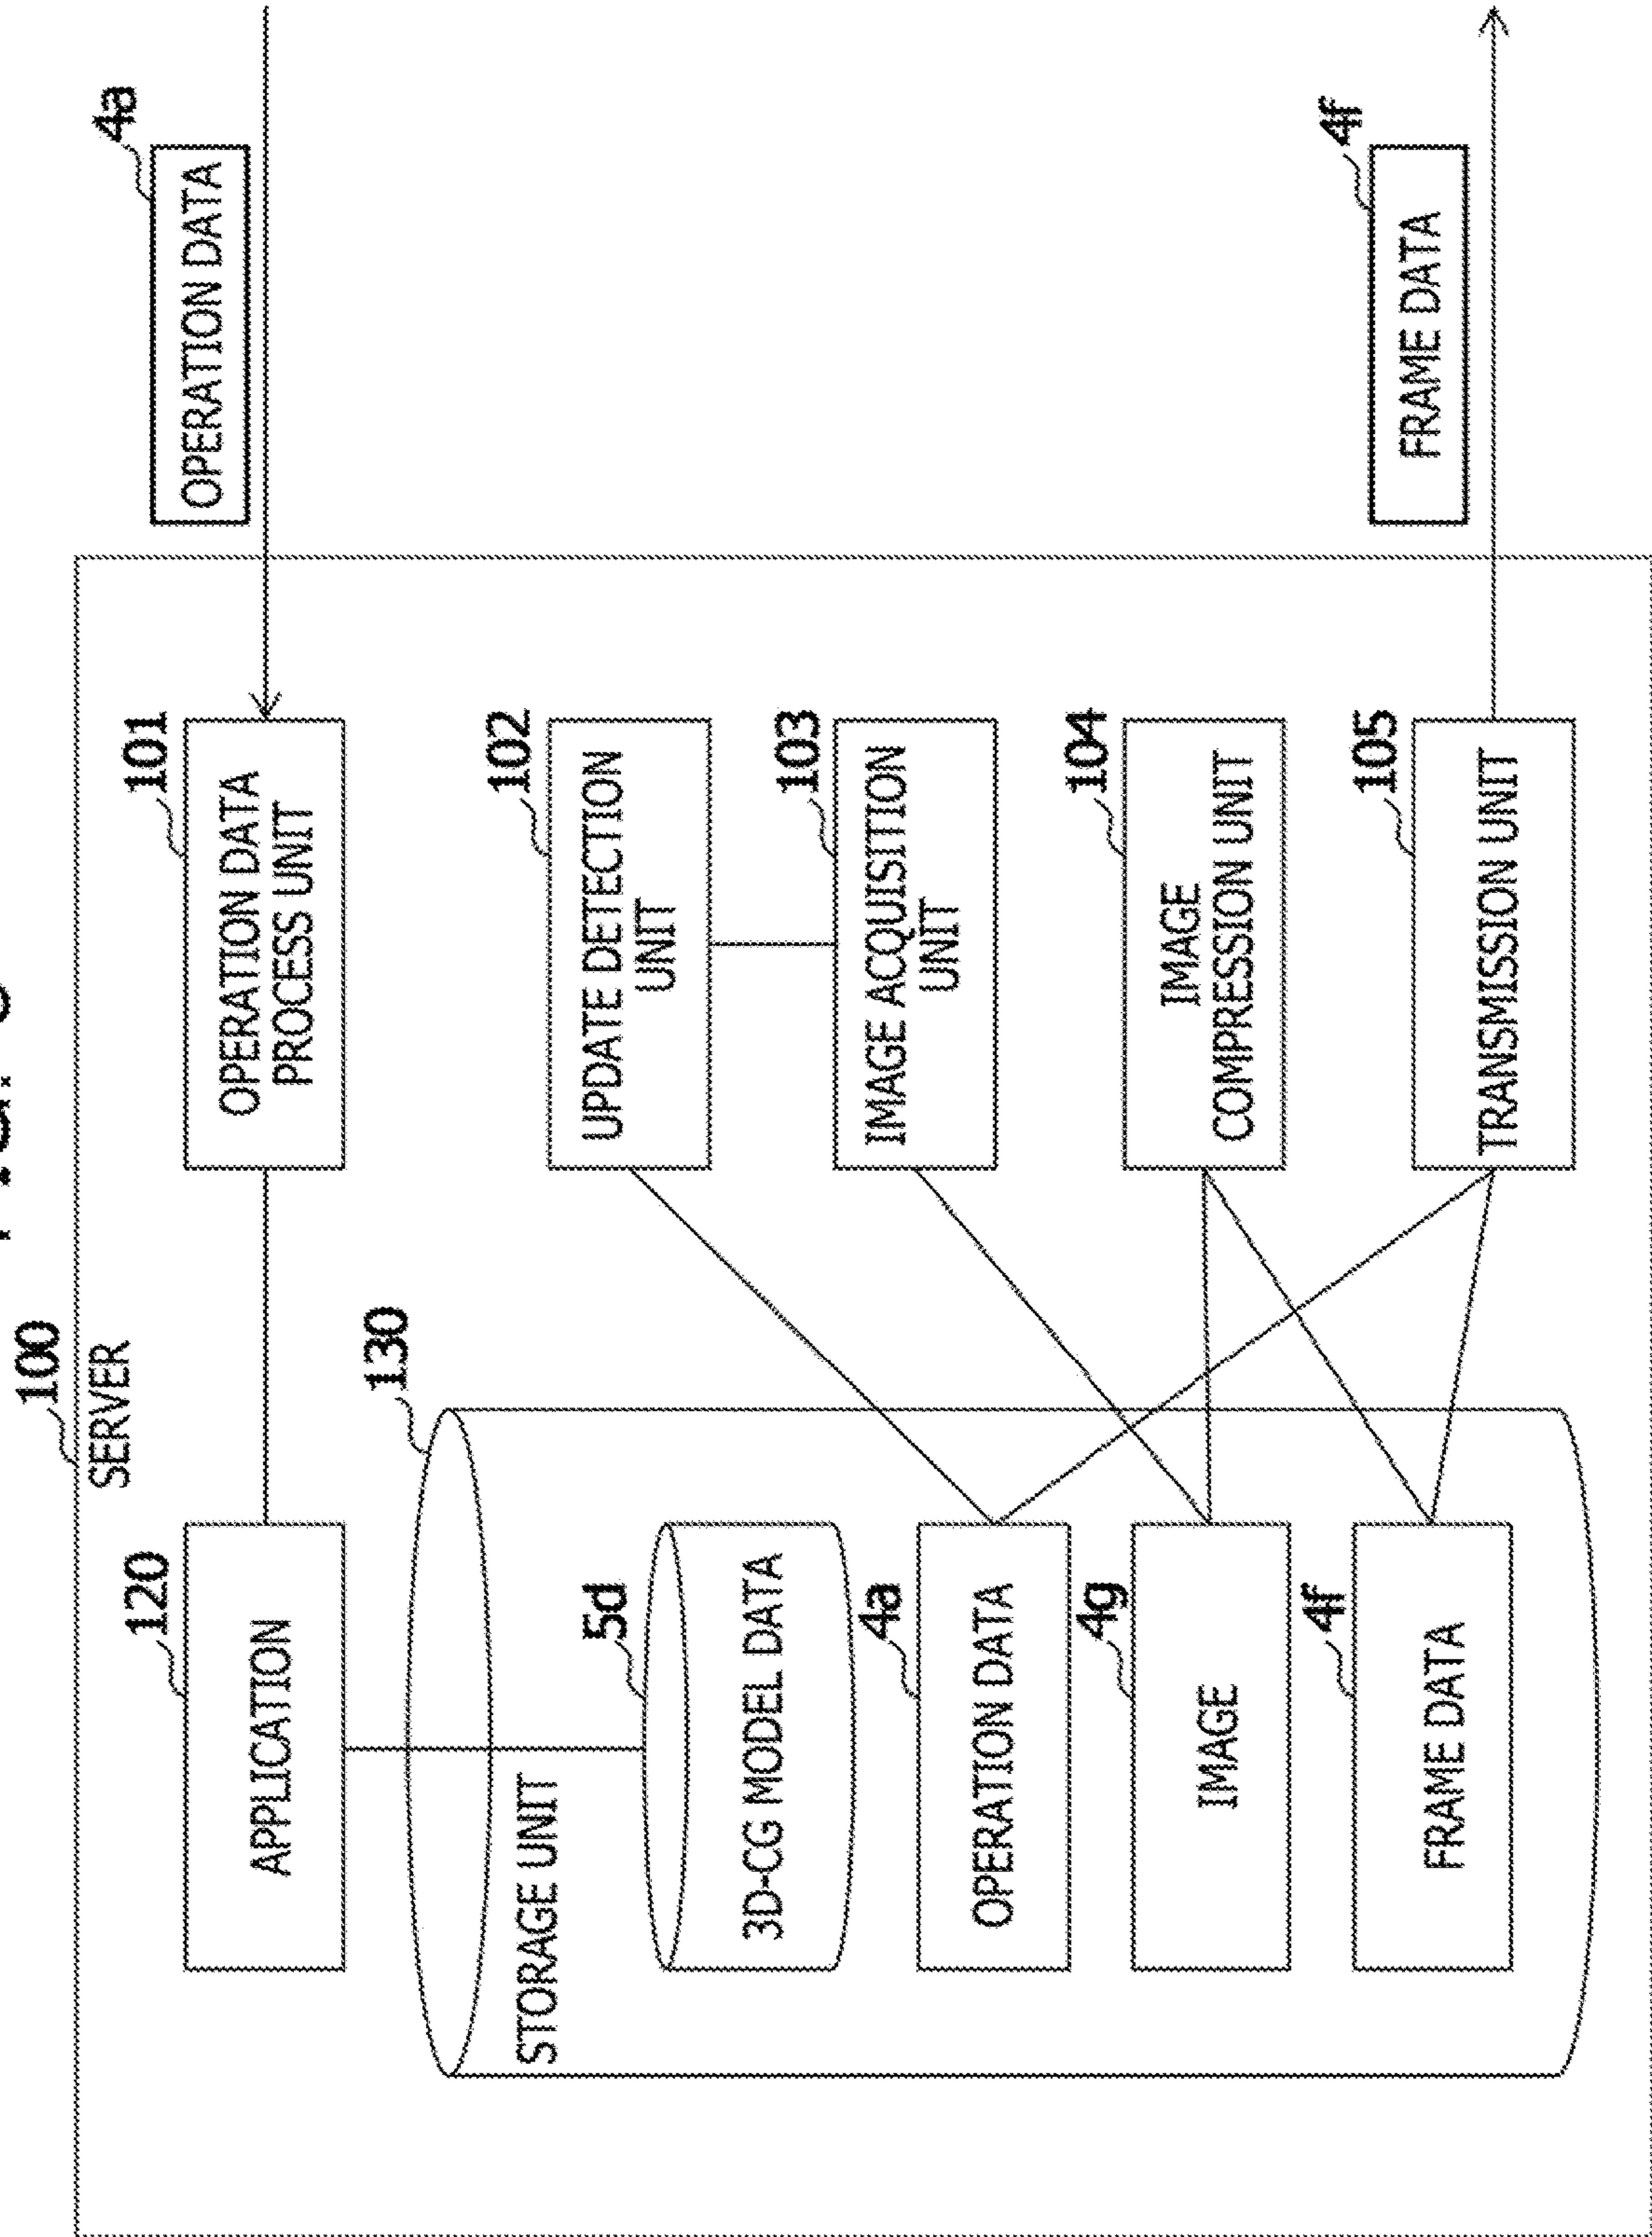 100
SERVER
120
APPLICATION
101
OPERATION DATA
PROCESS UNIT
4a
OPERATION DATA
130
STORAGE UNIT
5d
3D-CG MODEL DATA
4a
OPERATION DATA
4g
IMAGE
4f
FRAME DATA
102
UPDATE DETECTION
UNIT
103
IMAGE ACQUISITION
UNIT
104
IMAGE
COMPRESSION UNIT
105
TRANSMISSION UNIT
4f
FRAME DATA